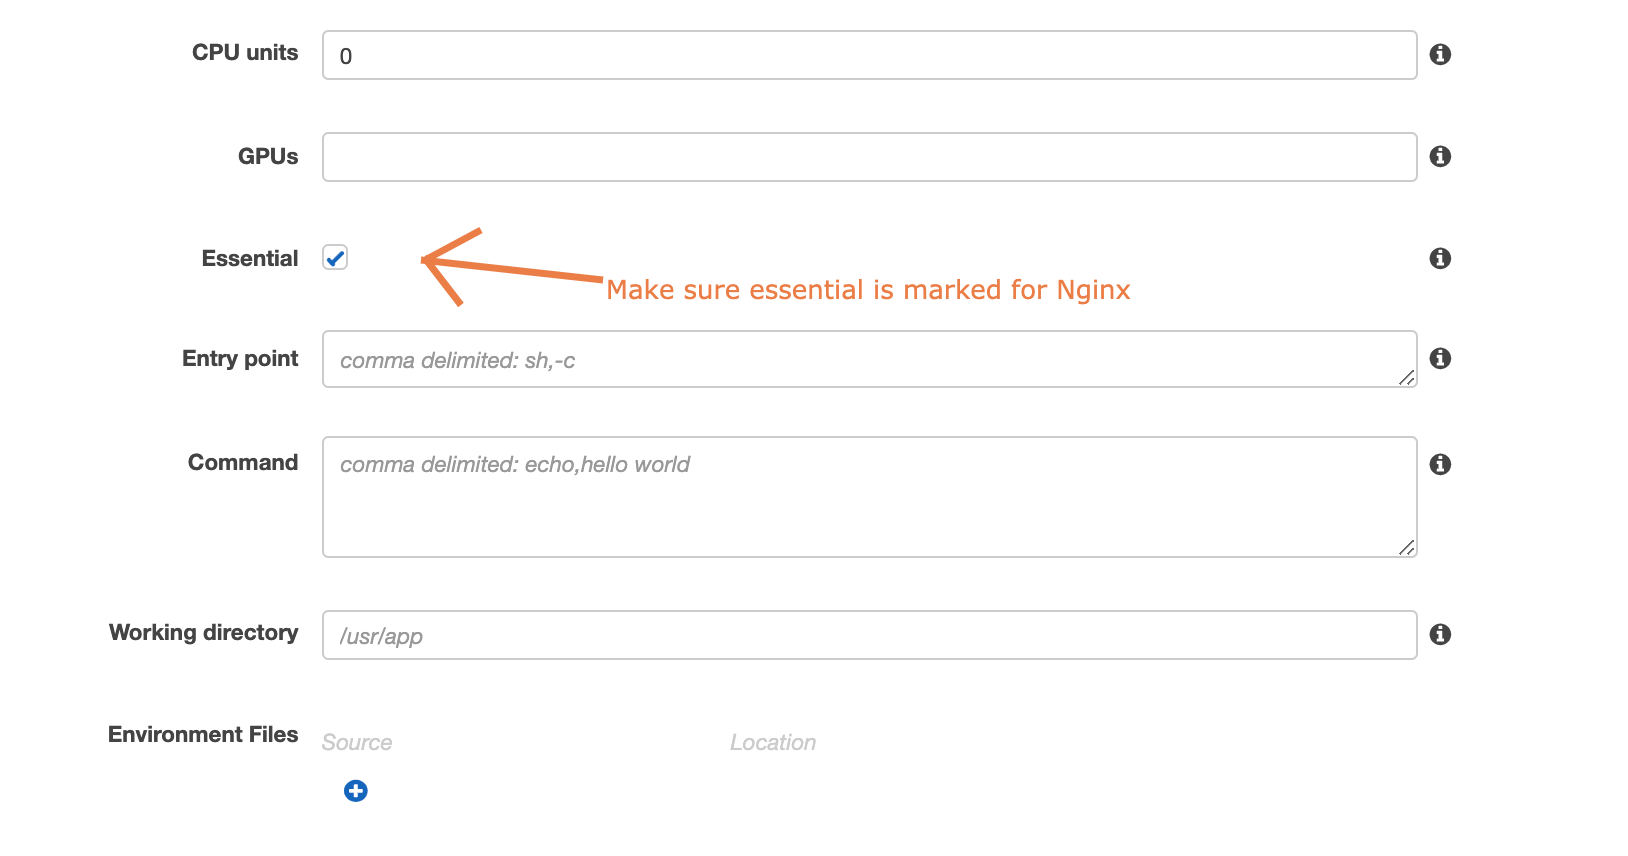 CPU units
0
GPUs
Essential
Make sure essential is marked for Nginx
Entry point
comma delimited: sh,-c
Command
comma delimited: echo,hello world
Working directory
/usr/app
Environment Files
Source
Location